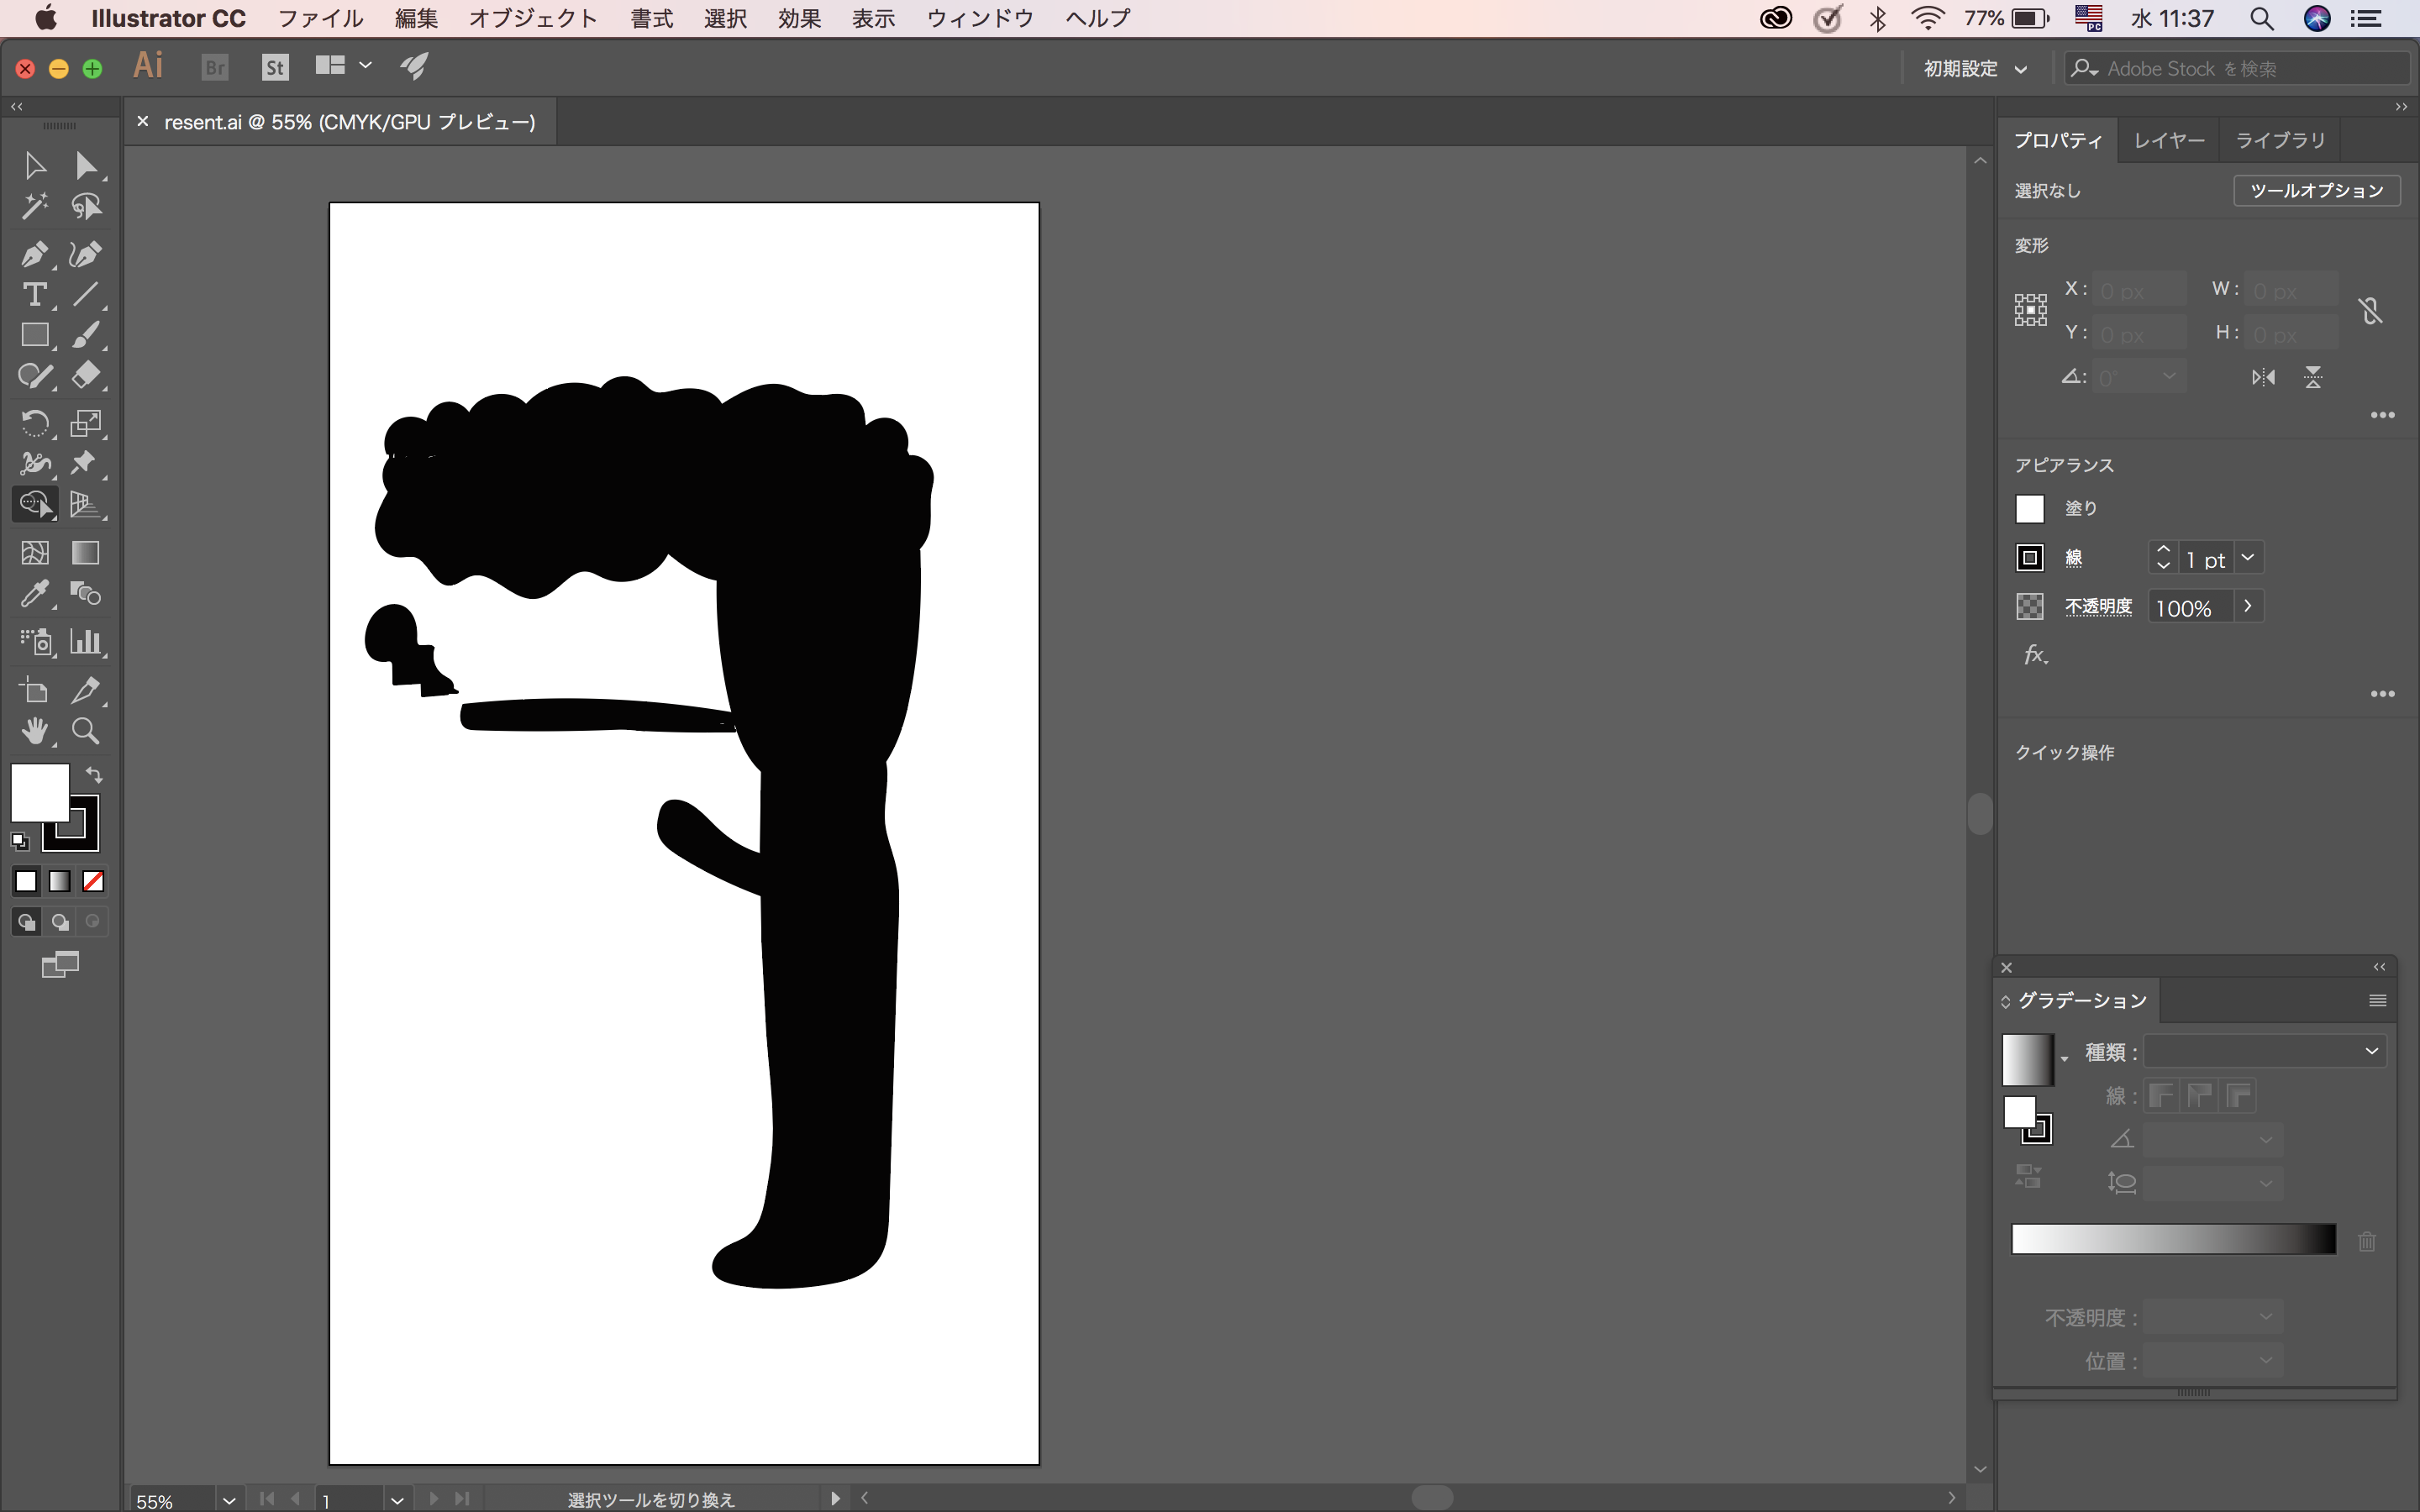 Illustrator CC ファイル 編集 オブジェクト 書式 選択 効果 表示 ウィンドウ ヘルプ 77% PC 水 11:37
Ai Br St 初期設定 Adobe Stock を検索
resent.ai @ 55% (CMYK/GPU プレビュー)
プロパティ レイヤー ライブラリ
選択なし ツールオプション
変形
X : 0 px W : 0 px
Y : 0 px H : 0 px
0°
アピアランス
塗り
線 1 pt
不透明度 100%
fx
クイック操作
グラデーション
種類 :
線 :
不透明度 :
位置 :
55% 1 選択ツールを切り換え